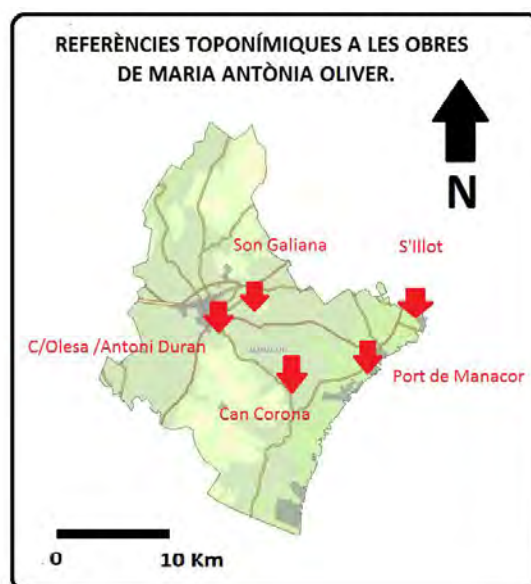 REFERÈNCIES TOPONÍMIQUES A LES OBRES
DE MARIA ANTÒNIA OLIVER.
N
Son Galiana
S'Illot
C/Olesa /Antoni Duran
Port de Manacor
Can Corona
0 10 Km